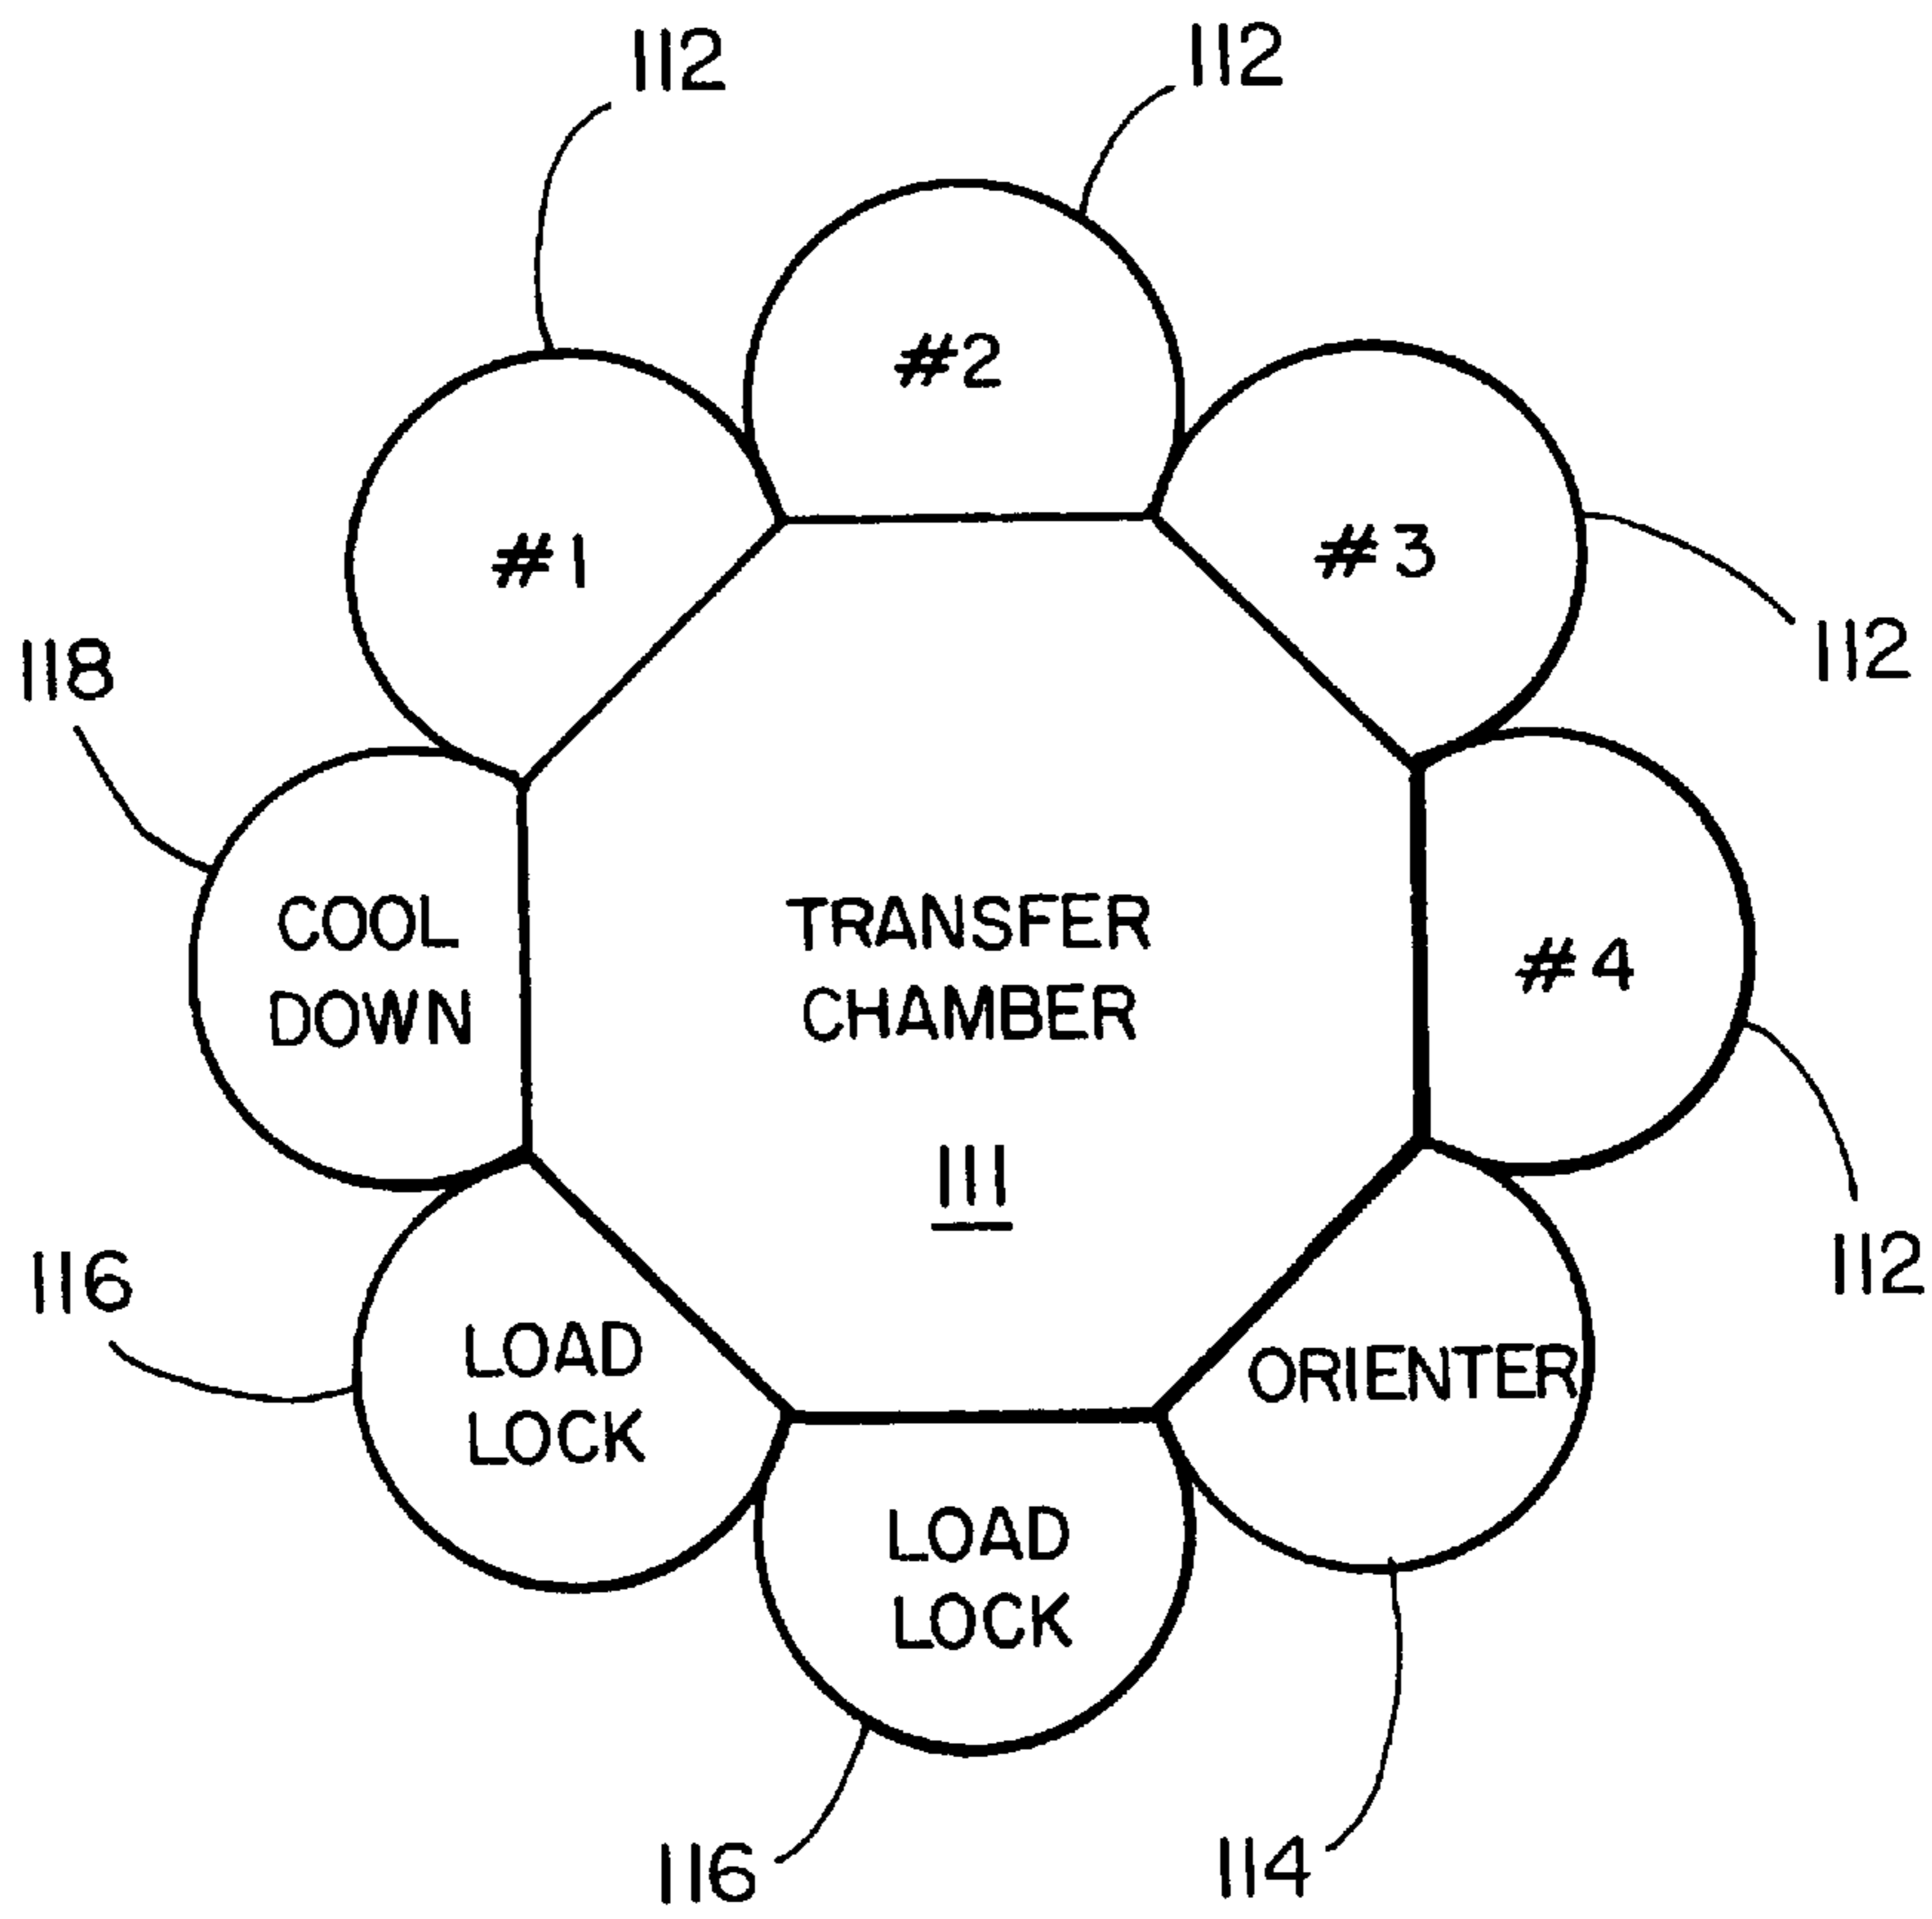 112
112
#2
#1
#3
112
118
COOL
DOWN
TRANSFER
CHAMBER
#4
111
116
112
LOAD
LOCK
ORIENTER
LOAD
LOCK
116
114